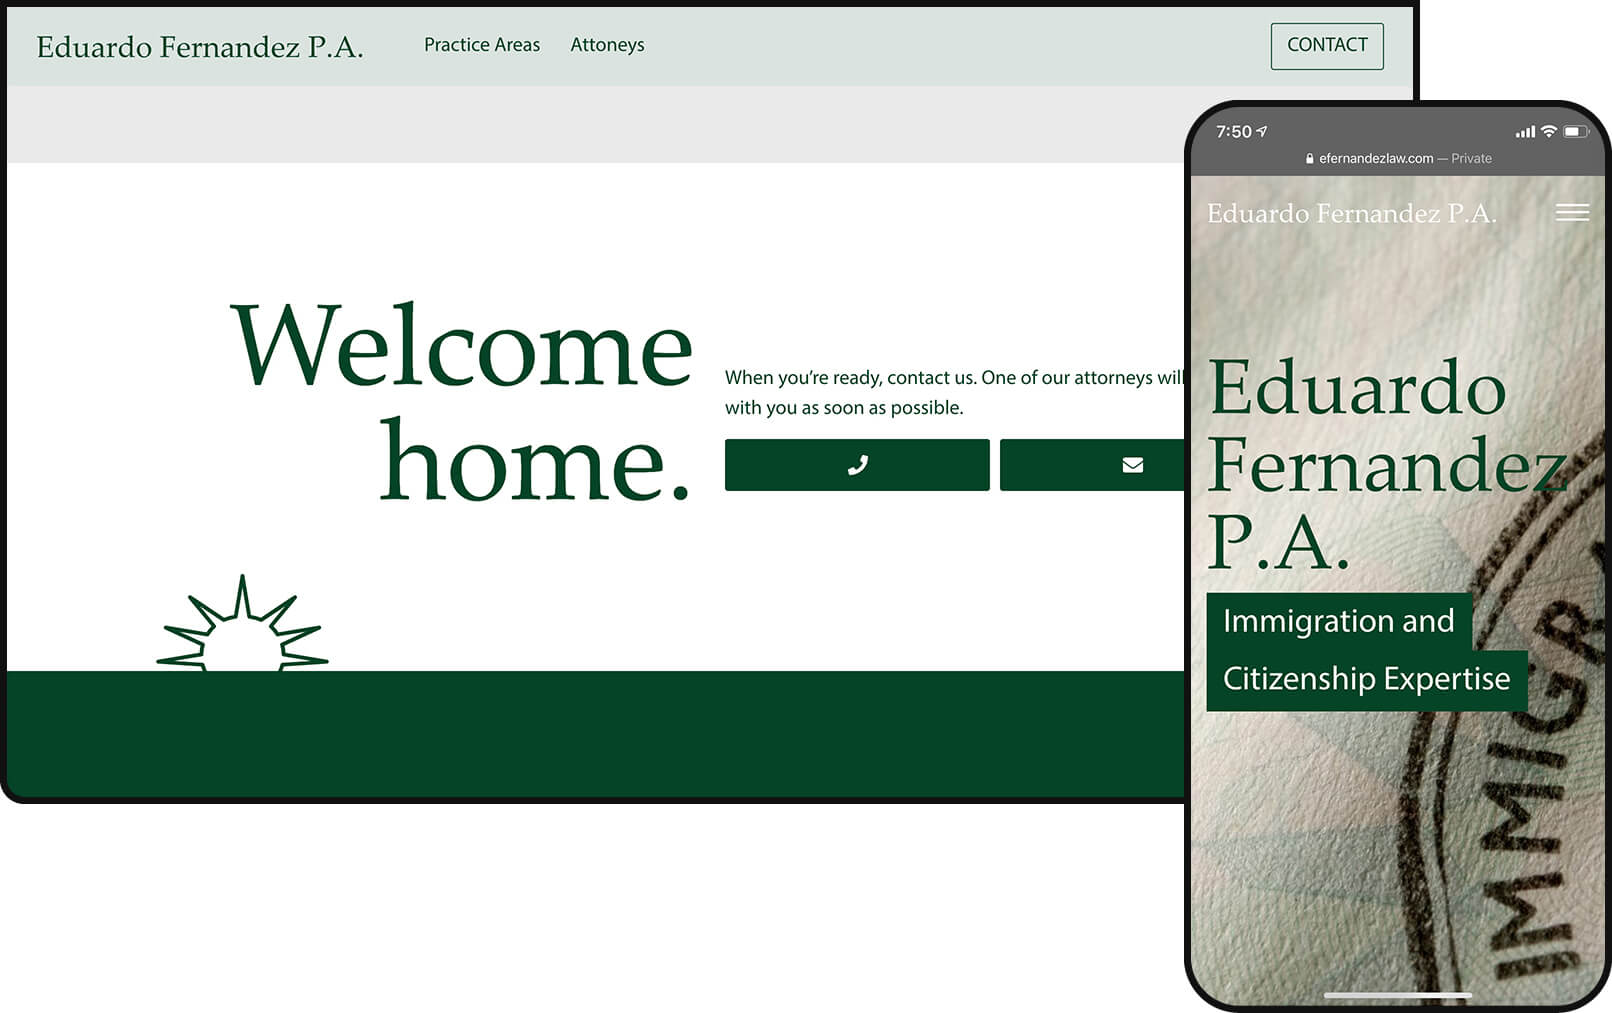 Eduardo Fernandez P.A.
Practice Areas
Attoneys
CONTACT
Welcome
home.
When you’re ready, contact us. One of our attorneys will
with you as soon as possible.
7:50
efernandezlaw.com — Private
Eduardo Fernandez P.A.
Eduardo
Fernandez
P.A.
Immigration and
Citizenship Expertise
IMMIGR